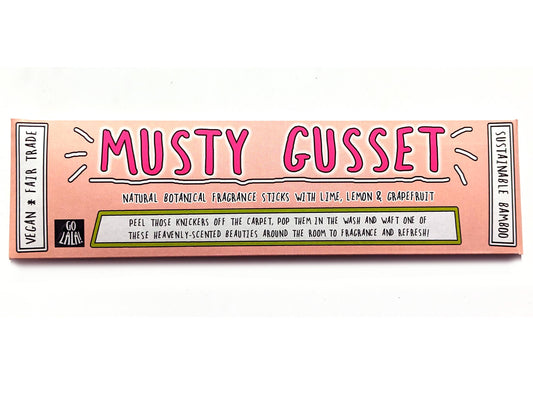 VEGAN & FAIR TRADE
MUSTY GUSSET
NATURAL BOTANICAL FRAGRANCE STICKS WITH LIME, LEMON & GRAPEFRUIT
GO
LALA!
PEEL THOSE KNICKERS OFF THE CARPET, POP THEM IN THE WASH AND WAFT ONE OF
THESE HEAVENLY-SCENTED BEAUTIES AROUND THE ROOM TO FRAGRANCE AND REFRESH!
SUSTAINABLE BAMBOO